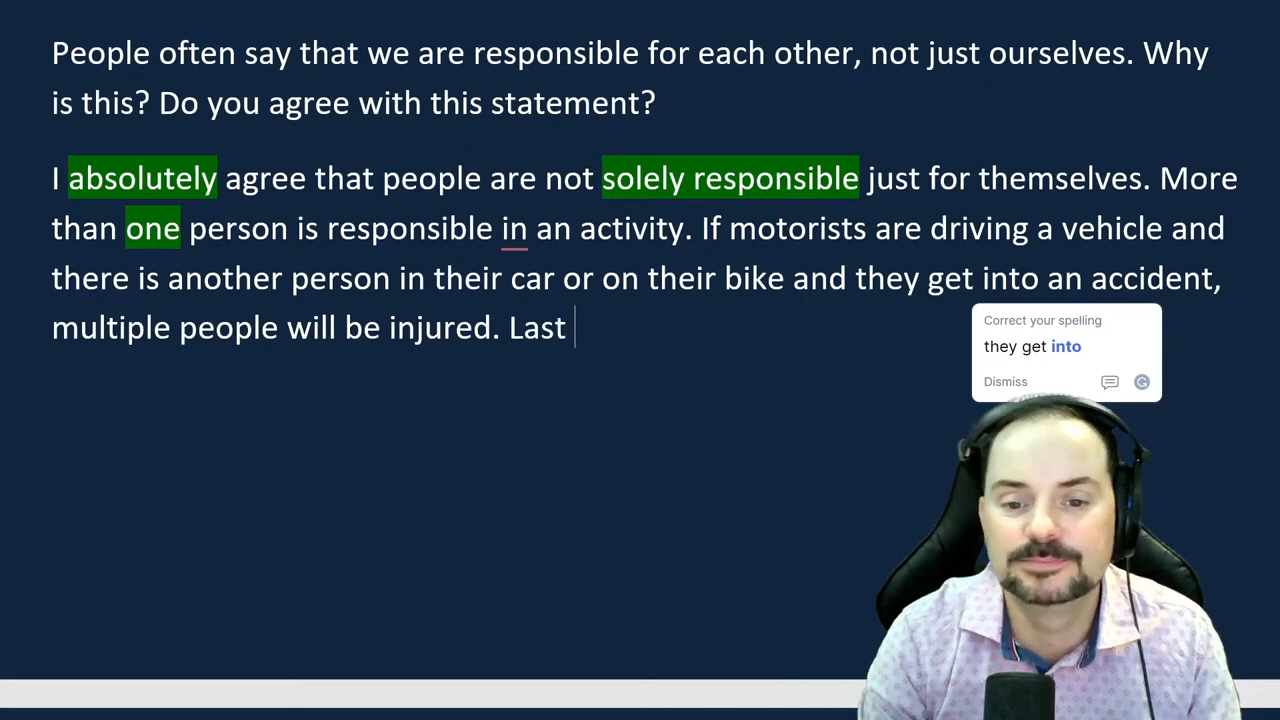 People often say that we are responsible for each other, not just ourselves. Why
is this? Do you agree with this statement?
I absolutely agree that people are not solely responsible just for themselves. More
than one person is responsible in an activity. If motorists are driving a vehicle and
there is another person in their car or on their bike and they get into an accident,
multiple people will be injured. Last
Correct your spelling
they get into
Dismiss